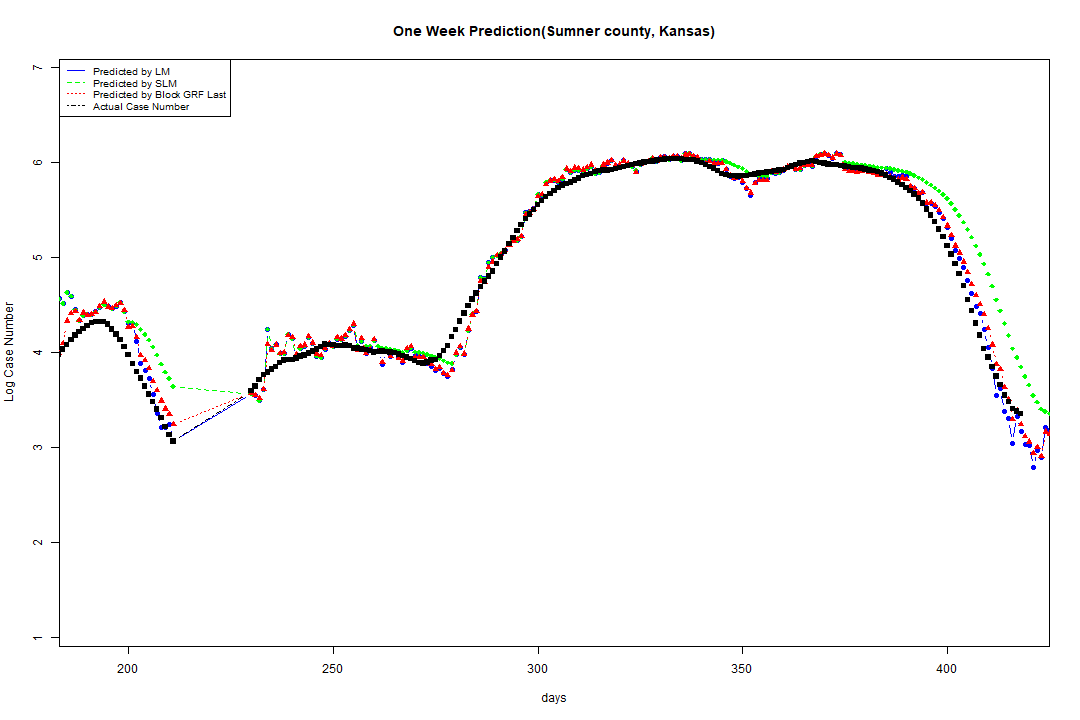 One Week Prediction(Sumner county, Kansas)
Predicted by LM
Predicted by SLM
Predicted by Block GRF Last
Actual Case Number
7
6
5
4
3
2
1
Log Case Number
200 250 300 350 400
days